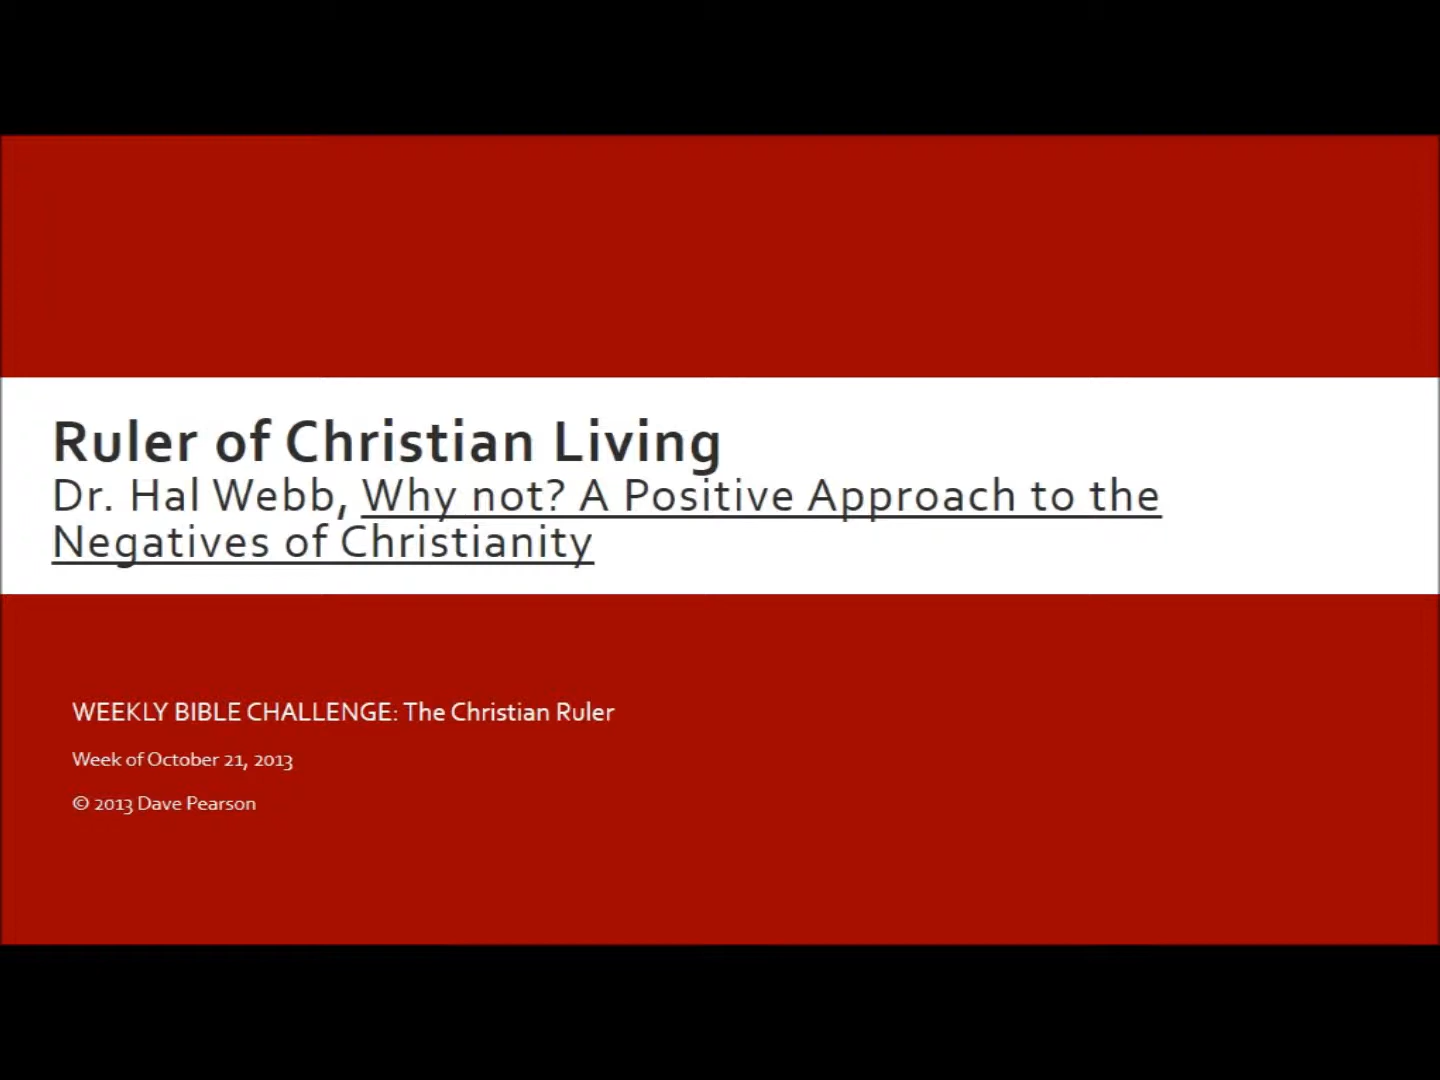 Ruler of Christian Living
Dr. Hal Webb, Why not? A Positive Approach to the
Negatives of Christianity
WEEKLY BIBLE CHALLENGE: The Christian Ruler
Week of October 21, 2013
© 2013 Dave Pearson